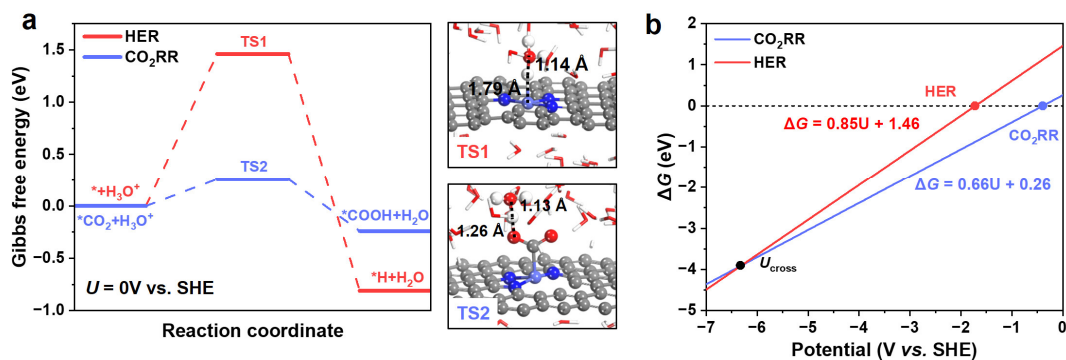 a
HER
CO₂RR
TS1
TS2
*+H₃O⁺
*CO₂+H₃O⁺
*COOH+H₂O
*H+H₂O
U = 0V vs. SHE
1.5
1.0
0.5
0.0
-0.5
-1.0
Gibbs free energy (eV)
Reaction coordinate
1.14 Å
1.79 Å
TS1
1.13 Å
1.26 Å
TS2
b
CO₂RR
HER
HER
ΔG = 0.85U + 1.46
CO₂RR
ΔG = 0.66U + 0.26
Ucross
2
1
0
−1
−2
−3
−4
−5
ΔG (eV)
-7 -6 -5 -4 -3 -2 -1 0
Potential (V vs. SHE)